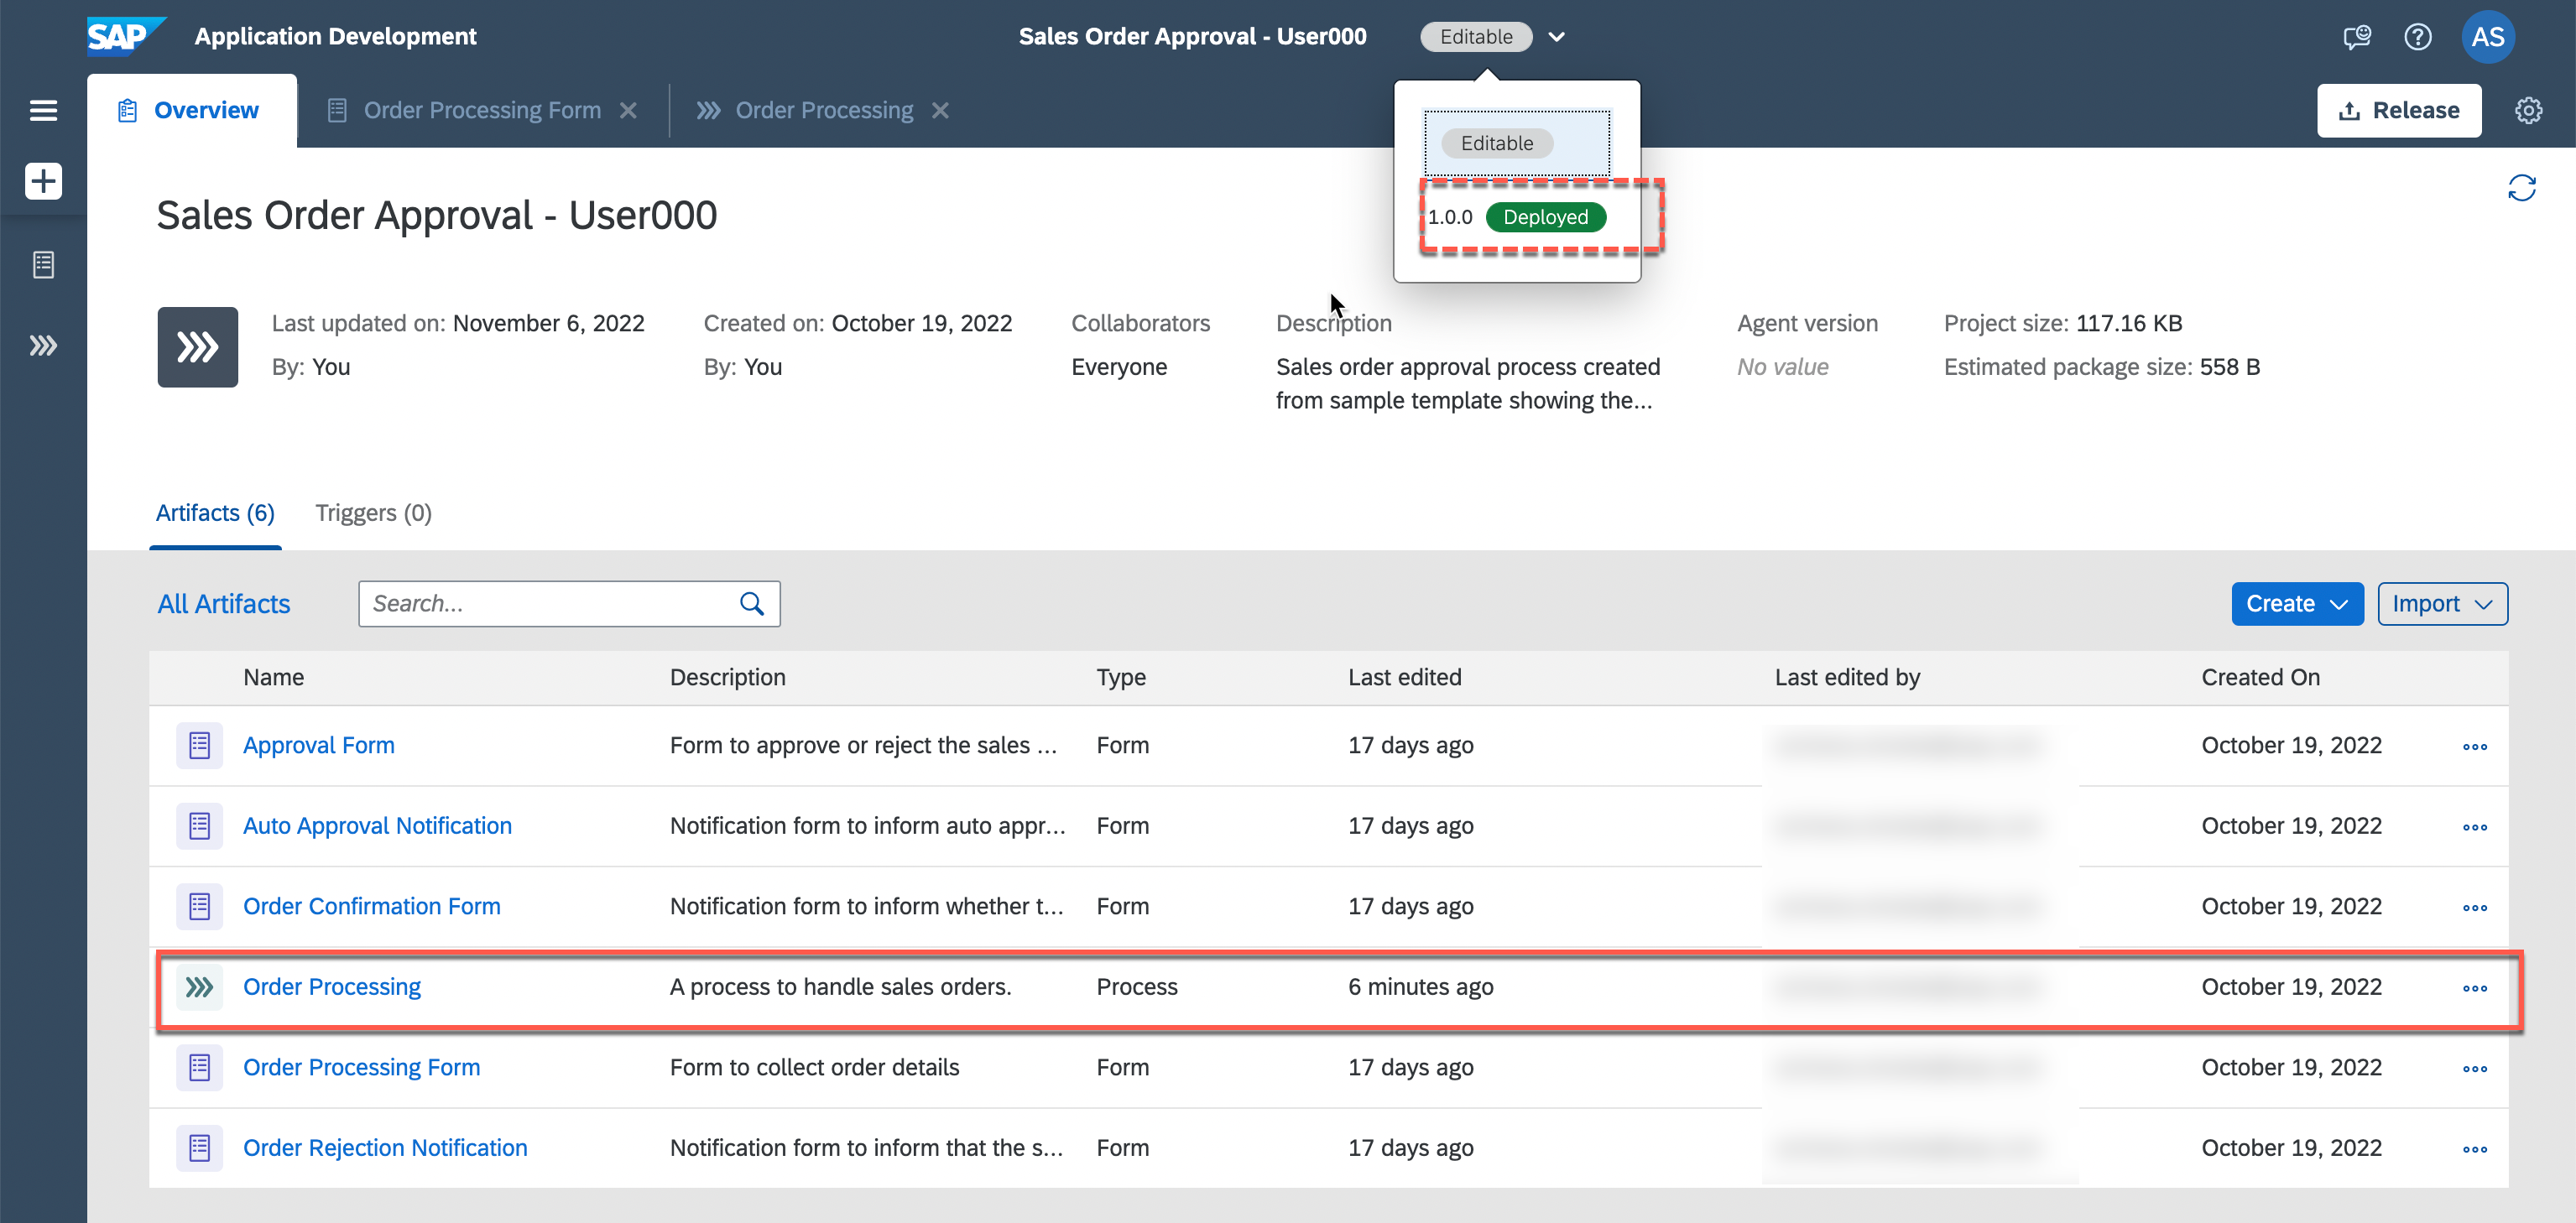 SAP Application Development Sales Order Approval - User000 Editable AS
Overview Order Processing Form Order Processing Release
Editable
1.0.0 Deployed
Sales Order Approval - User000
Last updated on: November 6, 2022 Created on: October 19, 2022 Collaborators Description Agent version Project size: 117.16 KB
By: You By: You Everyone Sales order approval process created No value Estimated package size: 558 B
from sample template showing the...
Artifacts (6) Triggers (0)
All Artifacts Search... Create Import
Name Description Type Last edited Last edited by Created On
Approval Form Form to approve or reject the sales ... Form 17 days ago October 19, 2022
Auto Approval Notification Notification form to inform auto appr... Form 17 days ago October 19, 2022
Order Confirmation Form Notification form to inform whether t... Form 17 days ago October 19, 2022
Order Processing A process to handle sales orders. Process 6 minutes ago October 19, 2022
Order Processing Form Form to collect order details Form 17 days ago October 19, 2022
Order Rejection Notification Notification form to inform that the s... Form 17 days ago October 19, 2022